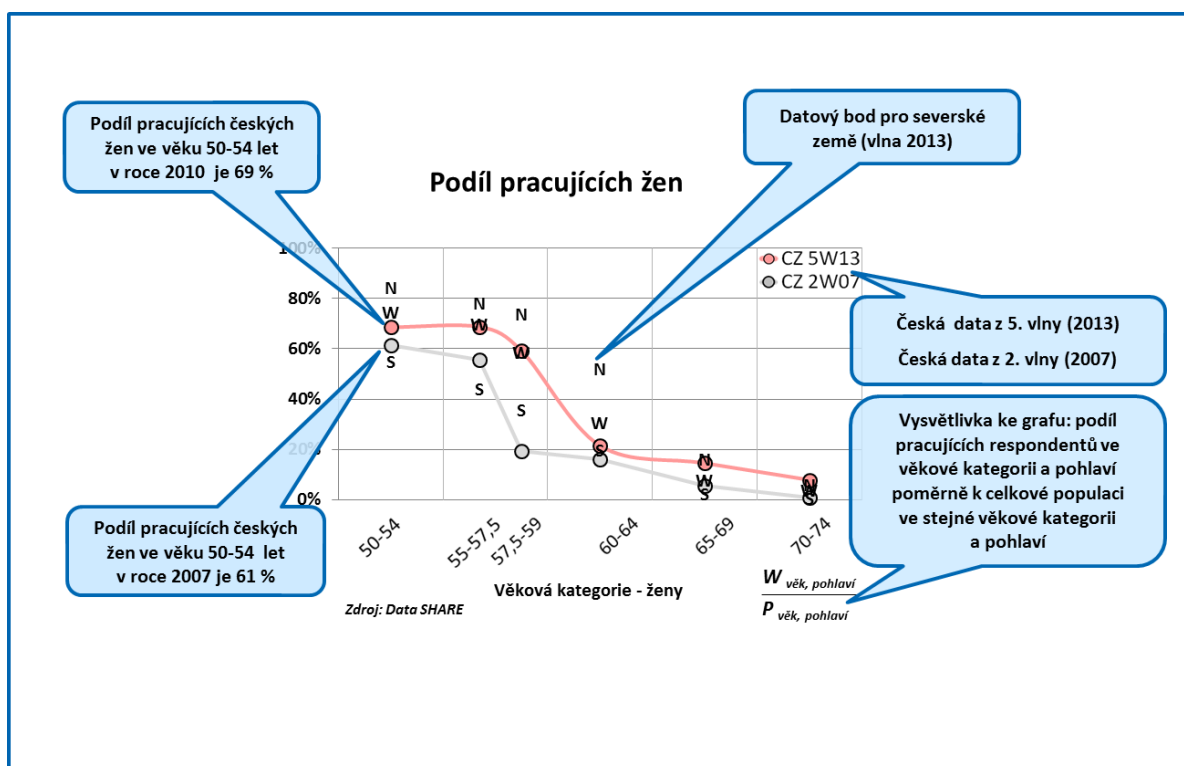 Podíl pracujících českých
žen ve věku 50-54 let
v roce 2010 je 69 %
Datový bod pro severské
země (vlna 2013)
Podíl pracujících žen
100%
80%
60%
40%
20%
0%
N
W
S
N
W
S
N
W
S
N
W
S
N
W
S
N
W
S
CZ 5W13
CZ 2W07
Česká data z 5. vlny (2013)
Česká data z 2. vlny (2007)
Vysvětlivka ke grafu: podíl
pracujících respondentů ve
věkové kategorii a pohlaví
poměrně k celkové populaci
ve stejné věkové kategorii
a pohlaví
Podíl pracujících českých
žen ve věku 50-54 let
v roce 2007 je 61 %
50-54
55-57,5
57,5-59
60-64
65-69
70-74
Věková kategorie - ženy
Zdroj: Data SHARE
W věk, pohlaví
P věk, pohlaví